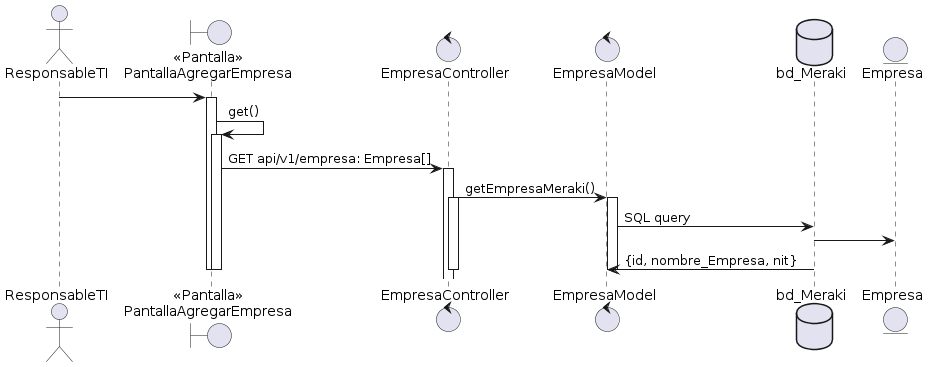 ResponsableTI
«Pantalla»
PantallaAgregarEmpresa
EmpresaController
EmpresaModel
bd_Meraki
Empresa
get()
GET api/v1/empresa: Empresa[]
getEmpresaMeraki()
SQL query
{id, nombre_Empresa, nit}
ResponsableTI
«Pantalla»
PantallaAgregarEmpresa
EmpresaController
EmpresaModel
bd_Meraki
Empresa